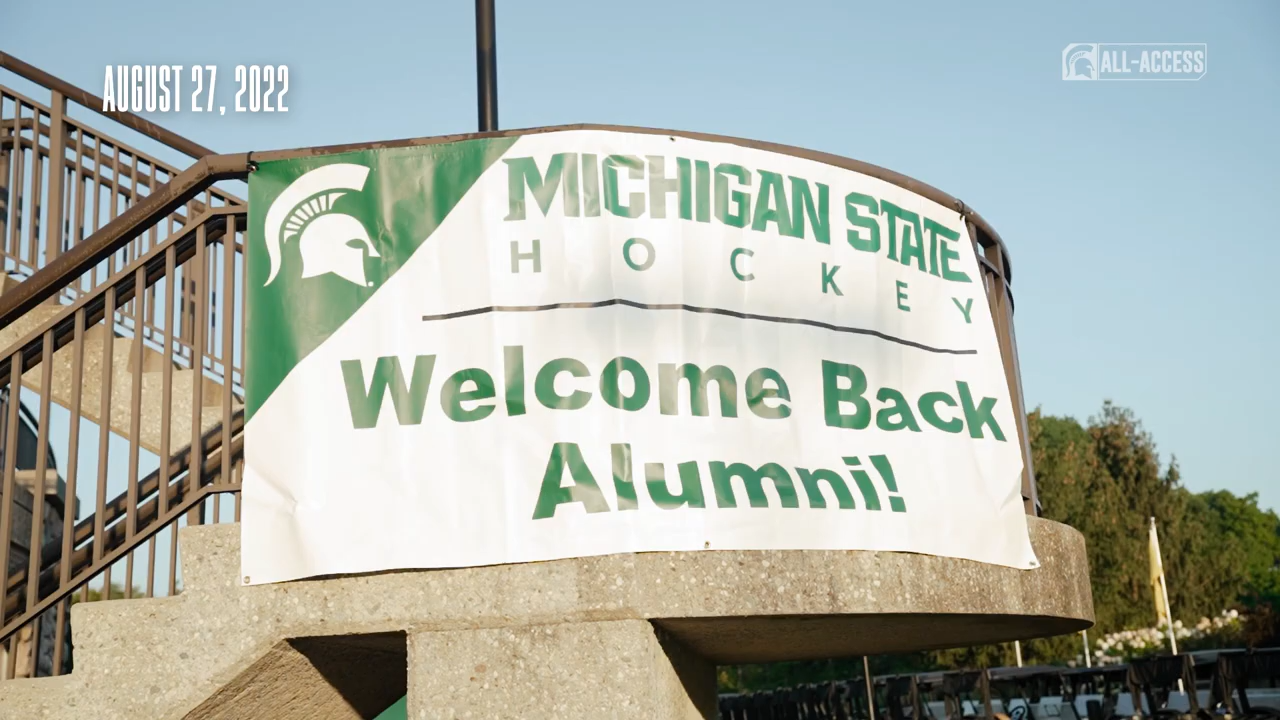 AUGUST 27, 2022
ALL-ACCESS
MICHIGAN STATE
HOCKEY
Welcome Back
Alumni!